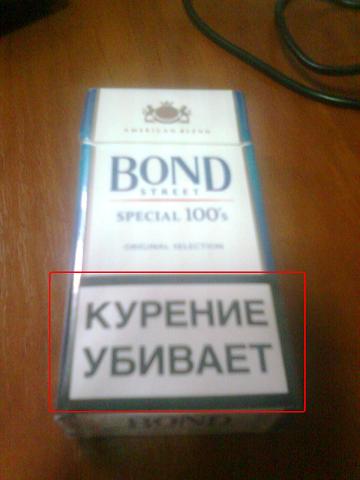 AMERICAN BLEND
BOND
STREET
SPECIAL 100's
ORIGINAL SELECTION
КУРЕНИЕ
УБИВАЕТ
BOND